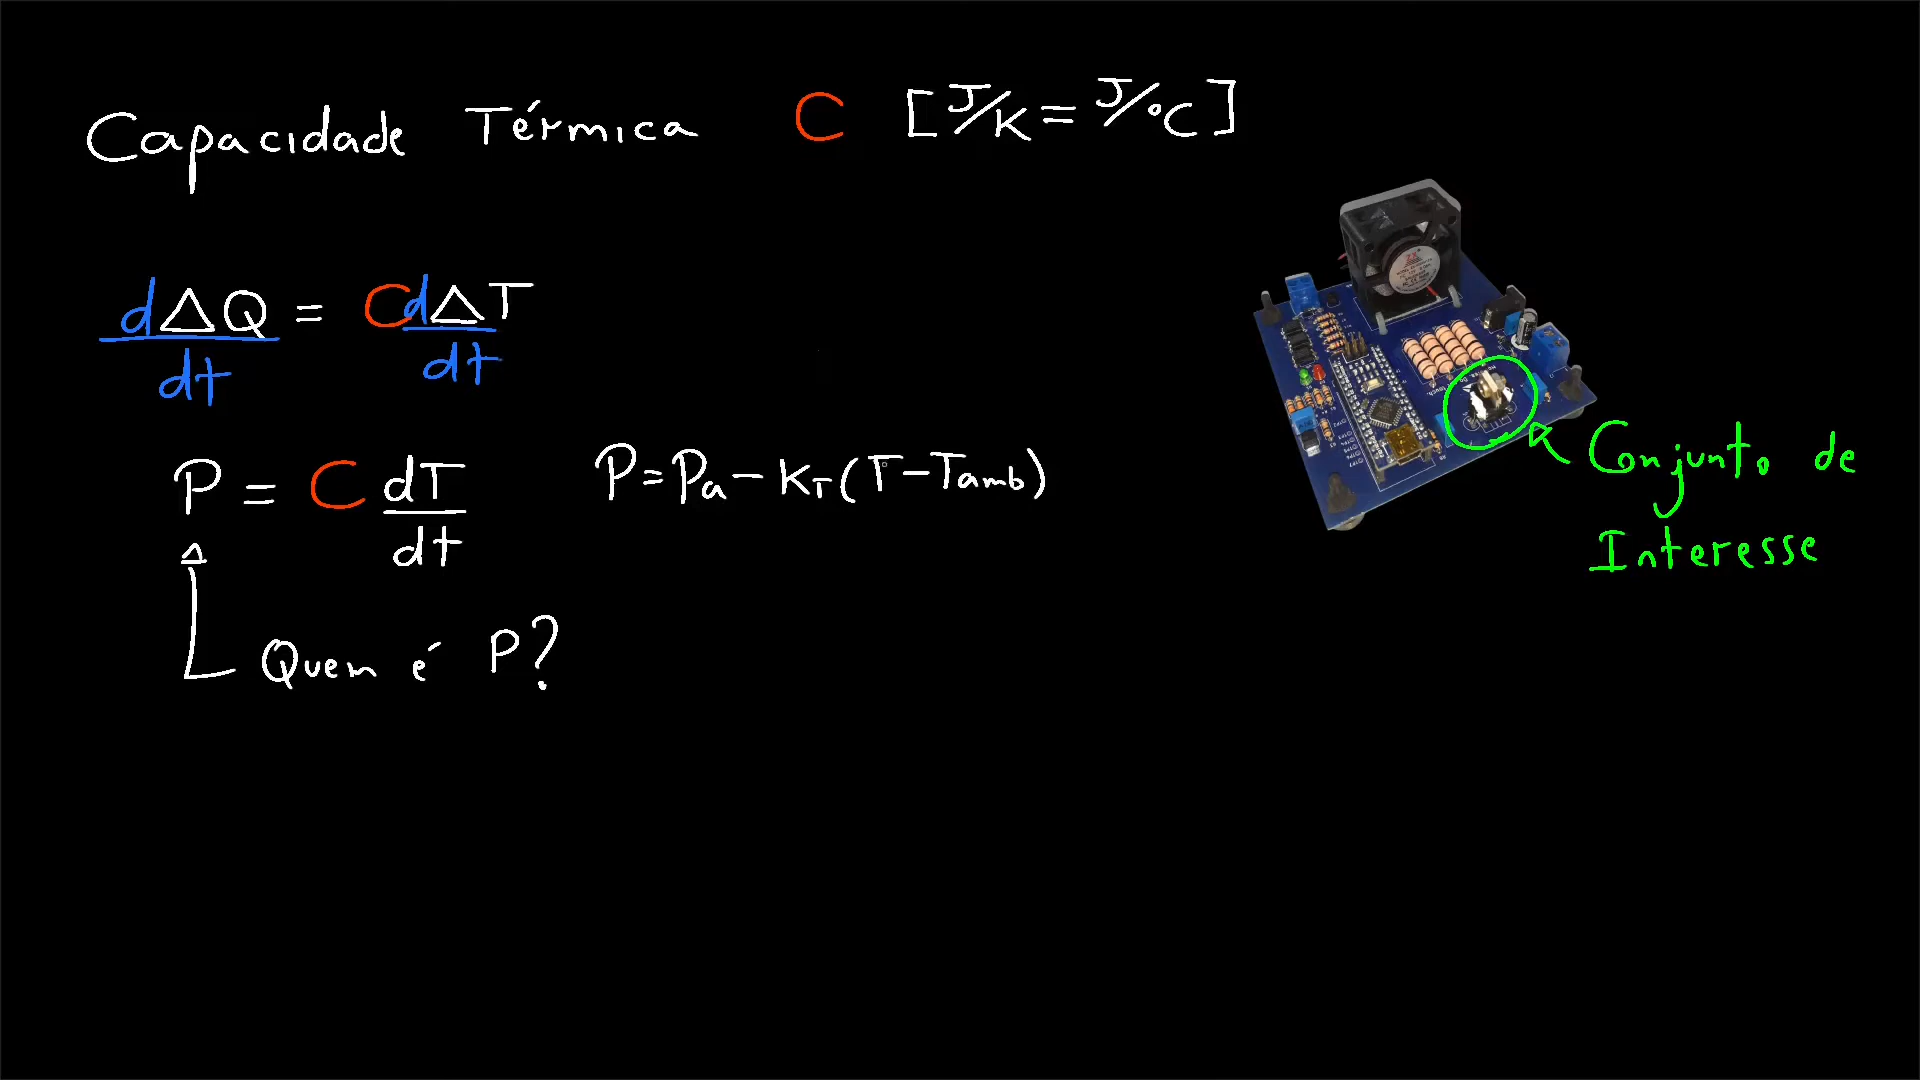 Capacidade Térmica C [J/K = J/°C]
dΔQ/dt = C dΔT/dt
P = C dT/dt
P = Pa - KT (T - Tamb)
Quem é P?
Conjunto de
Interesse